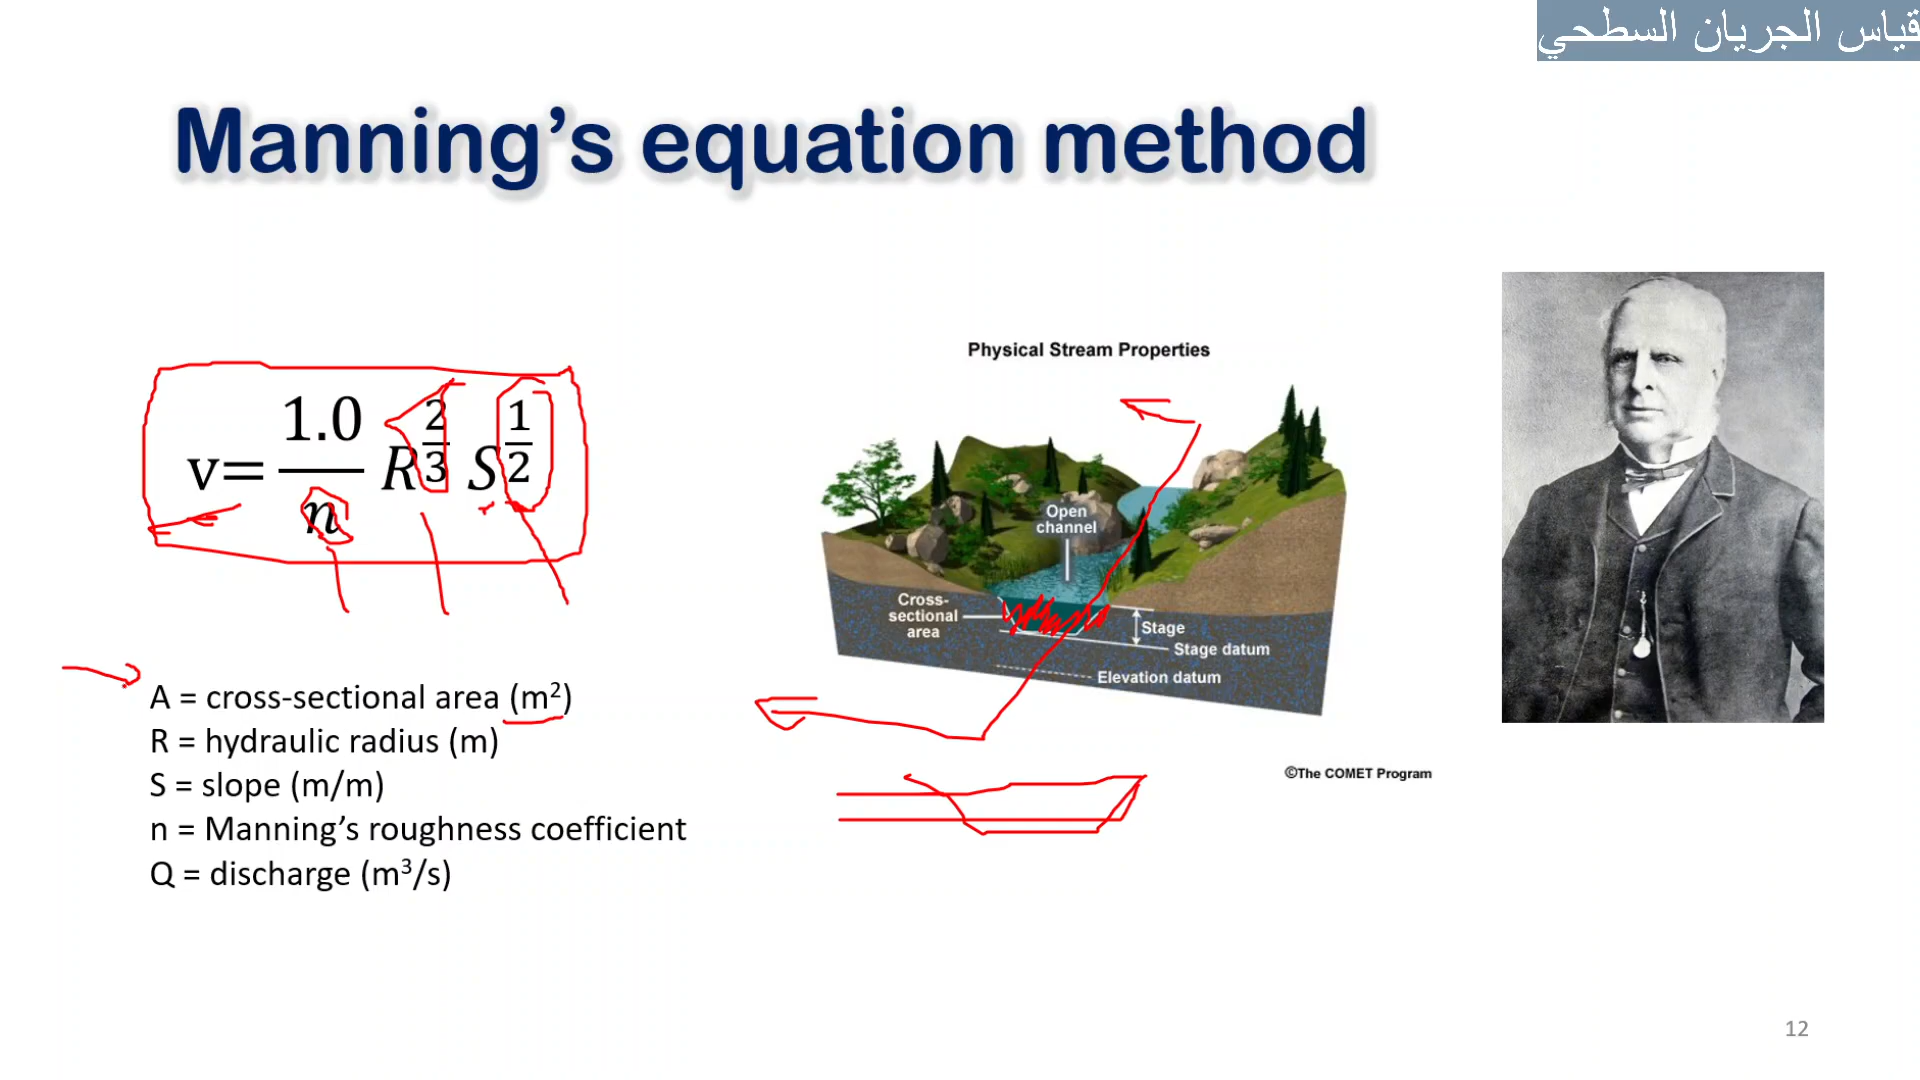 قياس الجريان السطحي
Manning’s equation method
v= 1.0/n R^2/3 S^1/2
A = cross-sectional area (m²)
R = hydraulic radius (m)
S = slope (m/m)
n = Manning’s roughness coefficient
Q = discharge (m³/s)
Physical Stream Properties
Open
channel
Cross-
sectional
area
Stage
Stage datum
Elevation datum
©The COMET Program
12